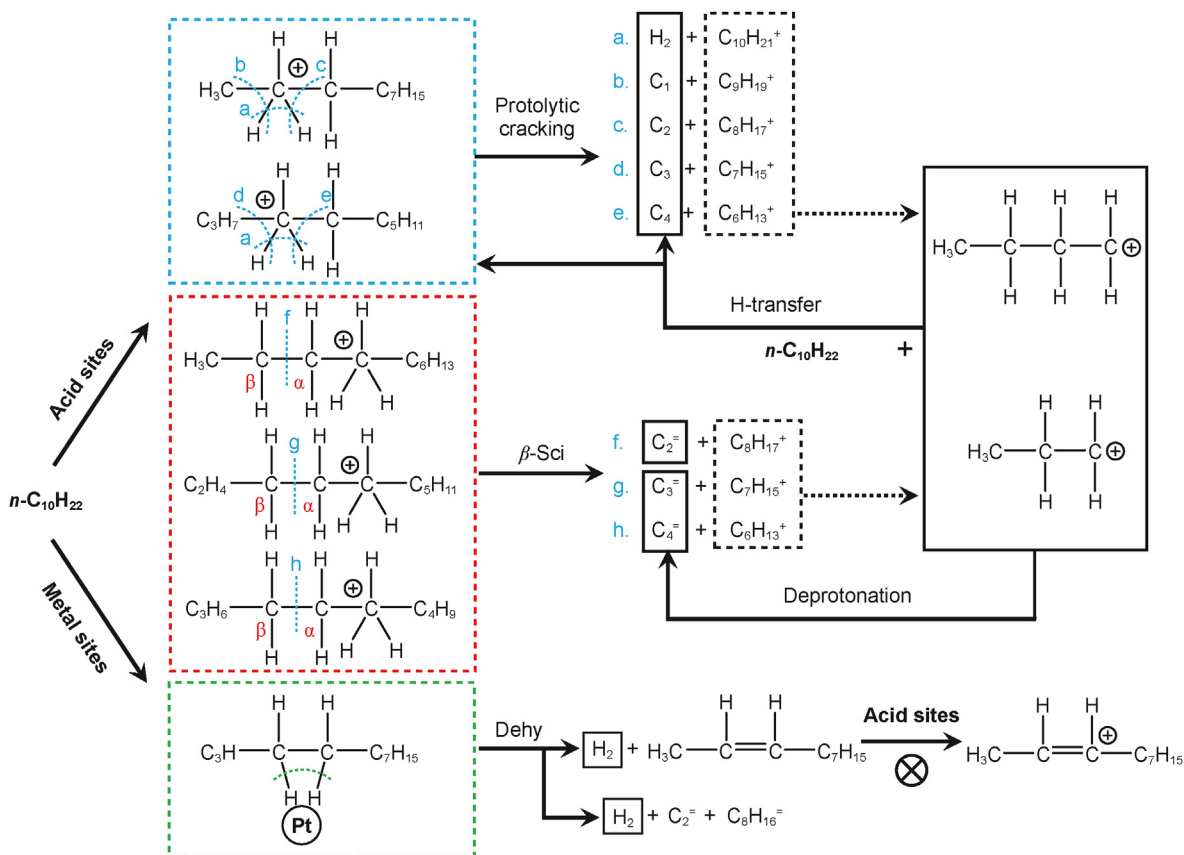 H H
b ⊕ c
H₃C—C—C—C₇H₁₅
a
H H H
H H
d ⊕ e
C₃H₇—C—C—C₅H₁₁
a
H H H
Protolytic
cracking
a. H₂ + C₁₀H₂₁⁺
b. C₁ + C₉H₁₉⁺
c. C₂ + C₈H₁₇⁺
d. C₃ + C₇H₁₅⁺
e. C₄ + C₆H₁₃⁺
H H H
H₃C—C—C—C⊕
H H H
H-transfer
n-C₁₀H₂₂ +
H H
H₃C—C—C⊕
H H
Acid sites
n-C₁₀H₂₂
Metal sites
H f H H
⊕
H₃C—C—C—C—C₆H₁₃
β α
H H H H
H g H H
⊕
C₂H₄—C—C—C—C₅H₁₁
β α
H H H H
H h H H
⊕
C₃H₆—C—C—C—C₄H₉
β α
H H H H
β-Sci
f. C₂⁼ + C₈H₁₇⁺
g. C₃⁼ + C₇H₁₅⁺
h. C₄⁼ + C₆H₁₃⁺
Deprotonation
H H
C₃H—C—C—C₇H₁₅
H H
Pt
Dehy
H H
H₂ + H₃C—C=C—C₇H₁₅
Acid sites
H H
H₃C—C=C⊕—C₇H₁₅
H₂ + C₂⁼ + C₈H₁₆⁼